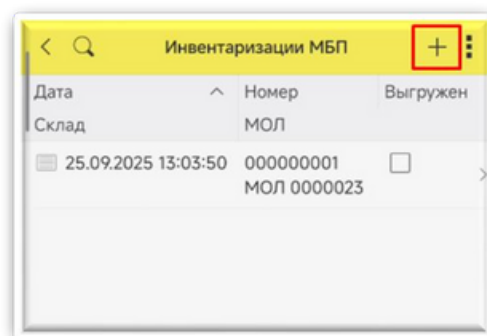 Инвентаризации МБП
Дата Номер Выгружен
Склад МОЛ
25.09.2025 13:03:50 000000001
МОЛ 0000023